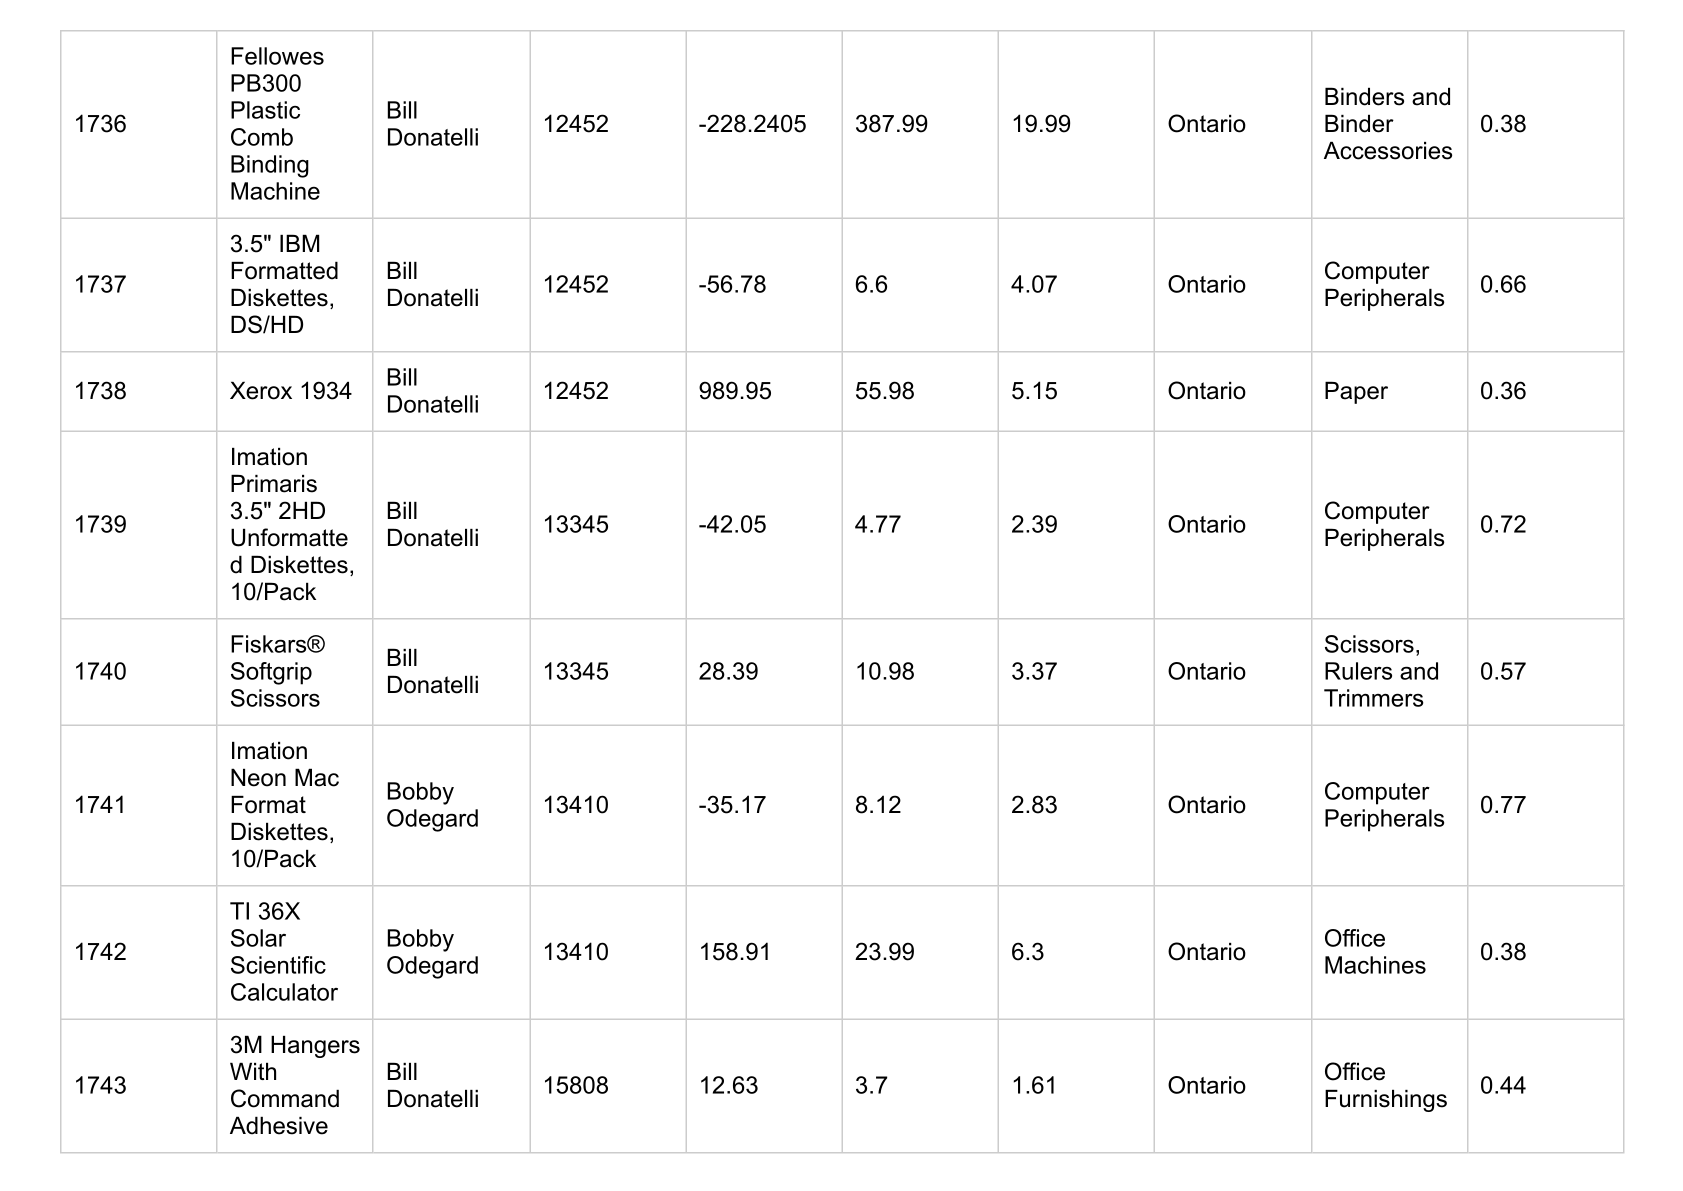 1736
Fellowes
PB300
Plastic
Comb
Binding
Machine
Bill
Donatelli
12452
-228.2405
387.99
19.99
Ontario
Binders and
Binder
Accessories
0.38
1737
3.5" IBM
Formatted
Diskettes,
DS/HD
Bill
Donatelli
12452
-56.78
6.6
4.07
Ontario
Computer
Peripherals
0.66
1738
Xerox 1934
Bill
Donatelli
12452
989.95
55.98
5.15
Ontario
Paper
0.36
1739
Imation
Primaris
3.5" 2HD
Unformatte
d Diskettes,
10/Pack
Bill
Donatelli
13345
-42.05
4.77
2.39
Ontario
Computer
Peripherals
0.72
1740
Fiskars®
Softgrip
Scissors
Bill
Donatelli
13345
28.39
10.98
3.37
Ontario
Scissors,
Rulers and
Trimmers
0.57
1741
Imation
Neon Mac
Format
Diskettes,
10/Pack
Bobby
Odegard
13410
-35.17
8.12
2.83
Ontario
Computer
Peripherals
0.77
1742
TI 36X
Solar
Scientific
Calculator
Bobby
Odegard
13410
158.91
23.99
6.3
Ontario
Office
Machines
0.38
1743
3M Hangers
With
Command
Adhesive
Bill
Donatelli
15808
12.63
3.7
1.61
Ontario
Office
Furnishings
0.44